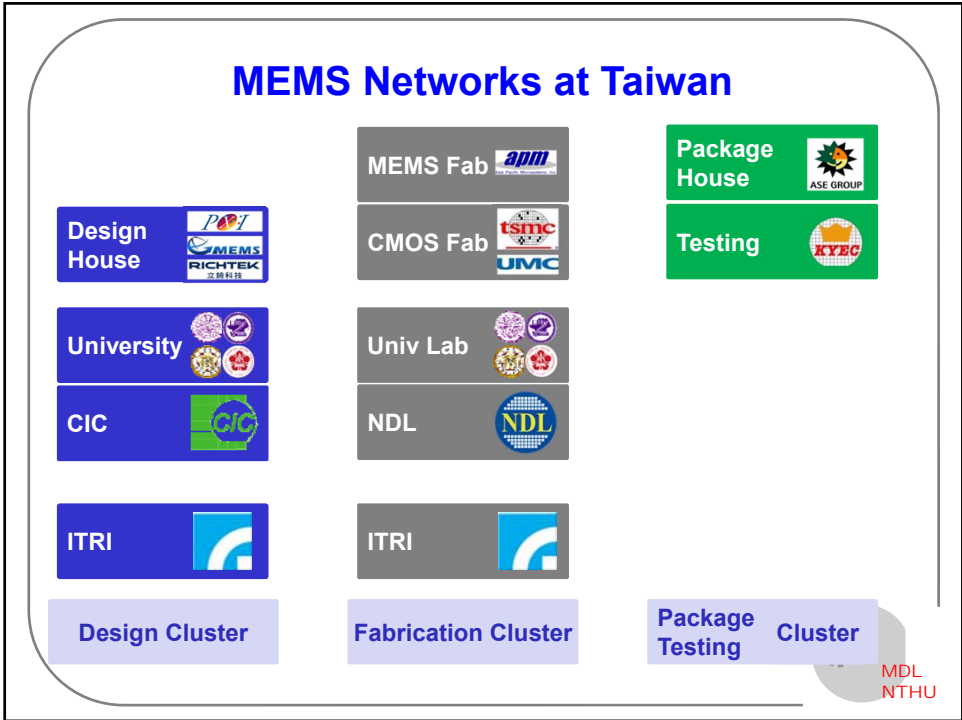 MEMS Networks at Taiwan
Design
House
RICHTEK
立錡科技
University
CIC
CIC
ITRI
Design Cluster
MEMS Fab
apm
CMOS Fab
tsmc
UMC
Univ Lab
NDL
NDL
ITRI
Fabrication Cluster
Package
House
ASE GROUP
Testing
KYEC
Package
Testing
Cluster
MDL
NTHU